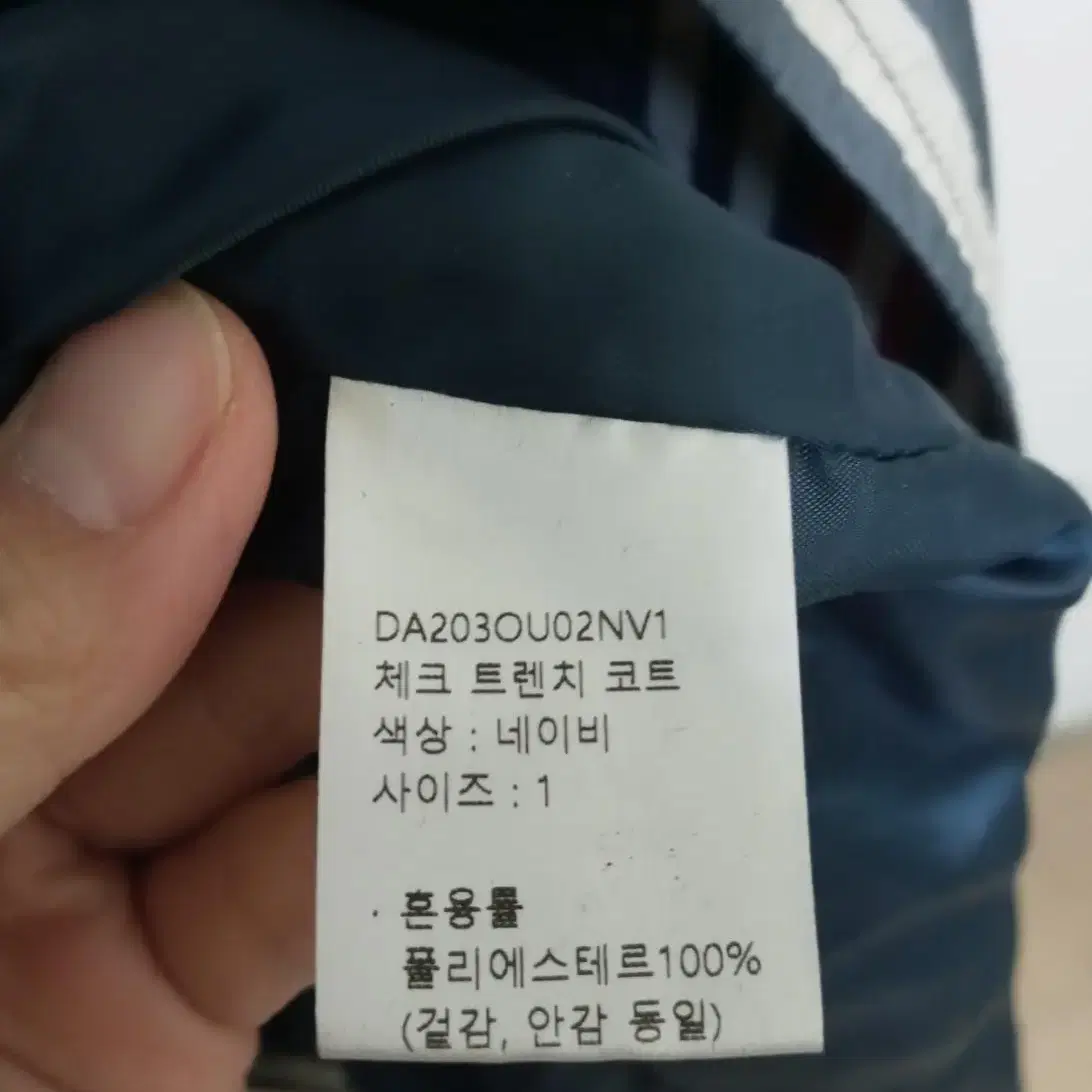 DA203OU02NV1
체크 트렌치 코트
색상 : 네이비
사이즈 : 1
· 혼용률
폴리에스테르100%
(겉감, 안감 동일)